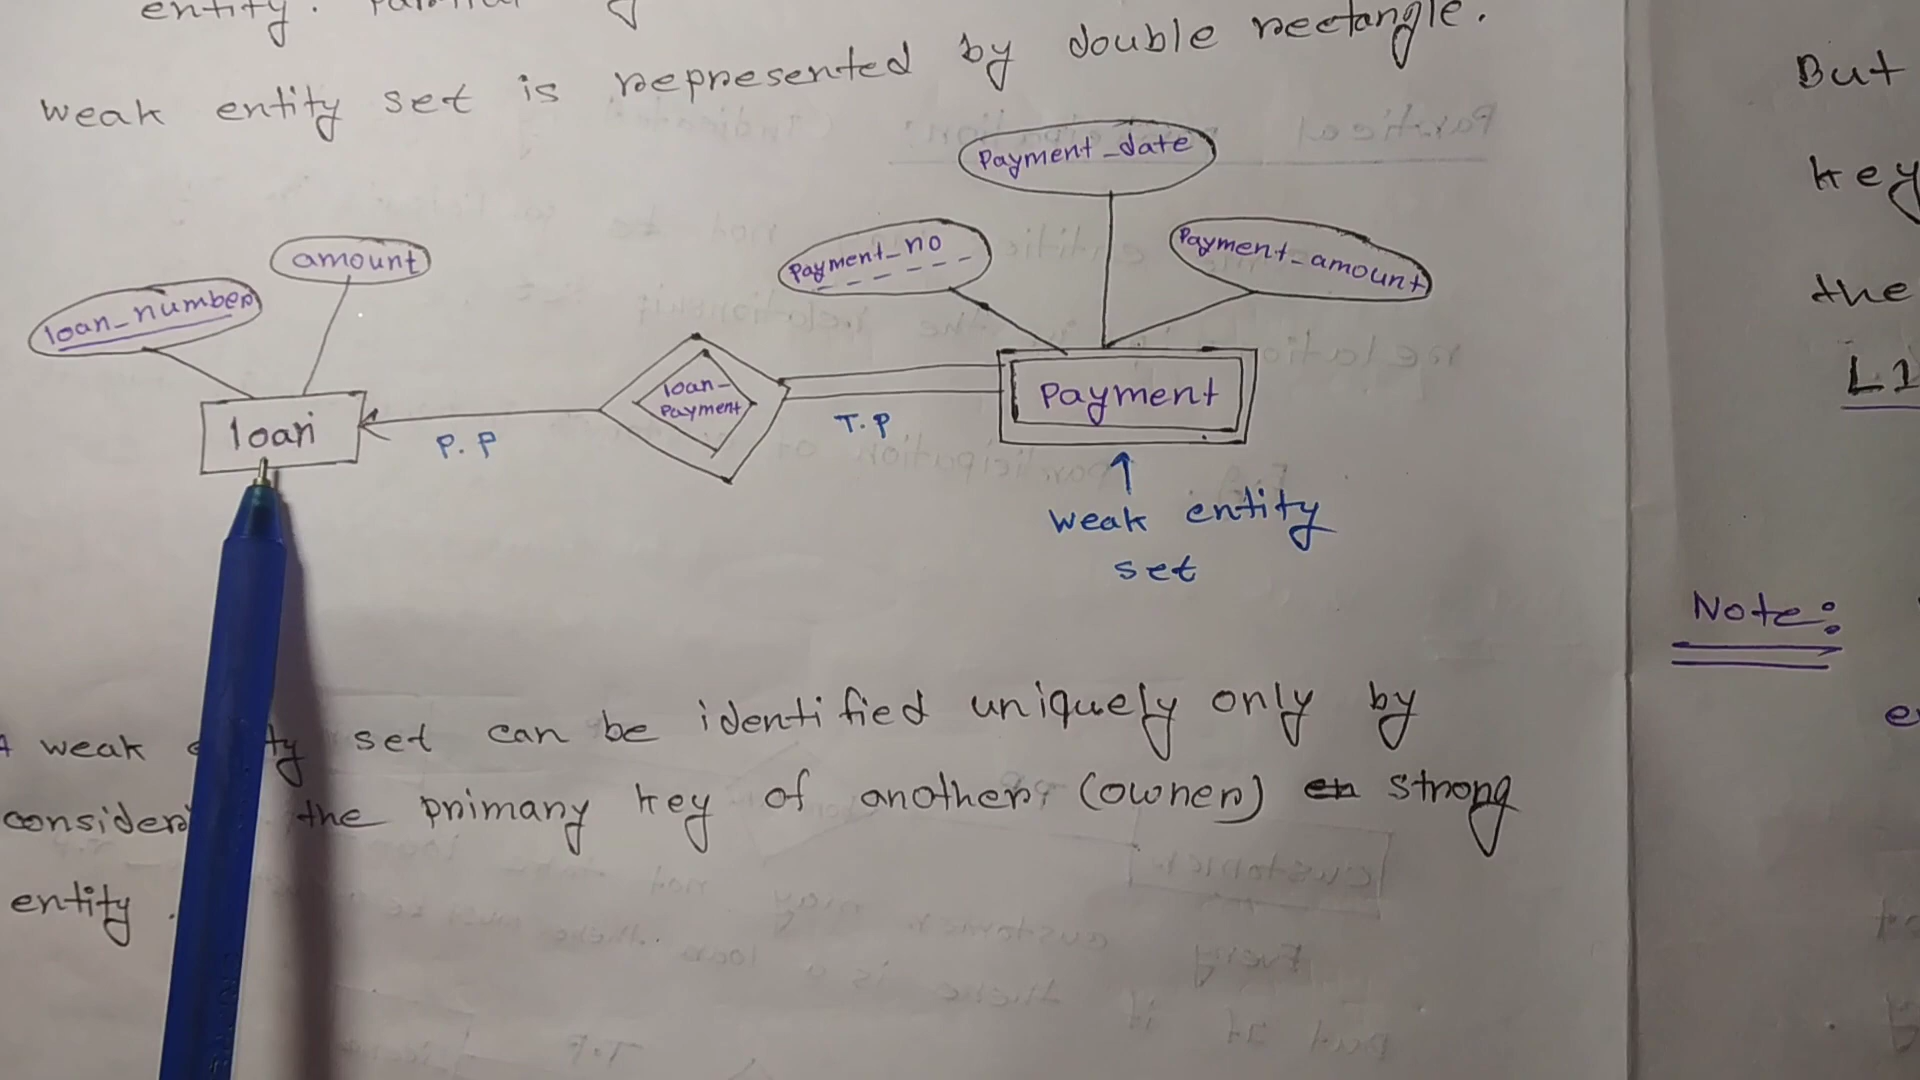 entity.
weak entity set is represented by double rectangle.
Payment_date
Payment_no
Payment_amount
amount
loan_number
loan
P.P
loan-
Payment
T.P
Payment
weak entity
set
weak set can be identified uniquely only by
the primary key of another (owner) strong
entity.
But
key
the
L1
Note: